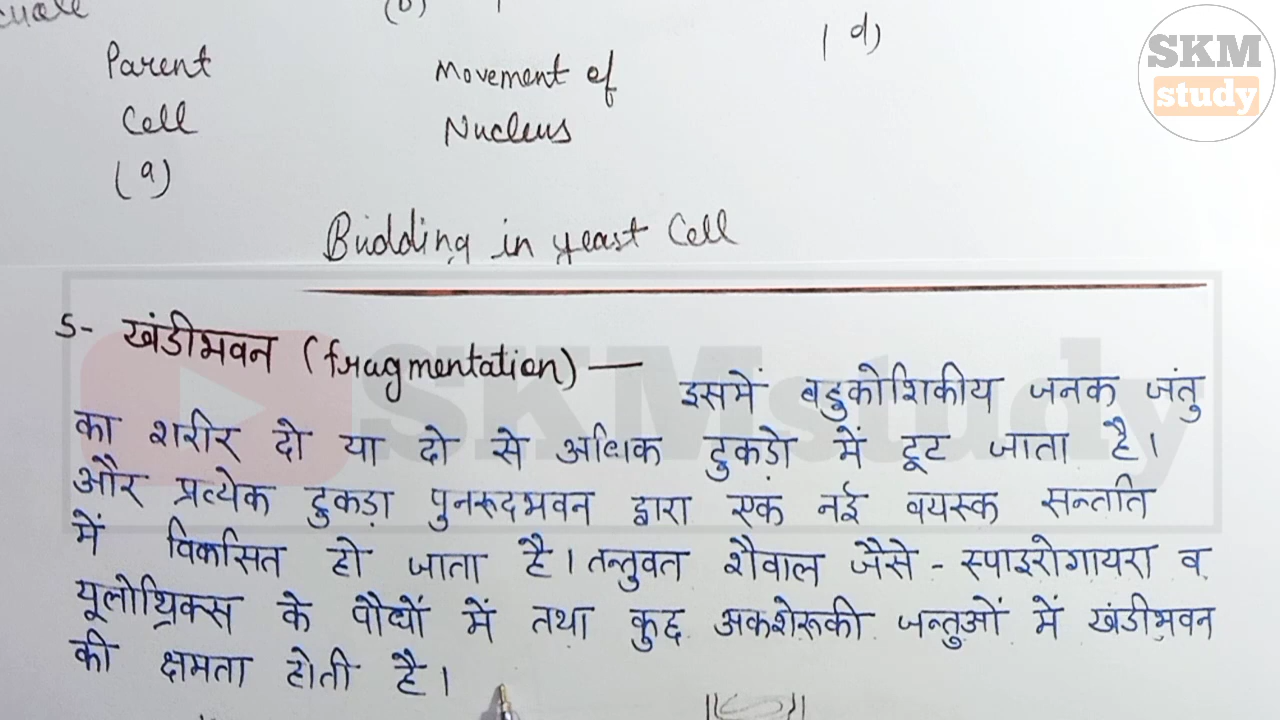 (b)
(d)
SKM
study
Parent
Cell
(a)
Movement of
Nucleus
Budding in yeast Cell
5- खंडीभवन (fragmentation) —
इसमें बहुकोशिकीय जनक जंतु
का शरीर दो या दो से अधिक टुकड़ो में टूट जाता है।
और प्रत्येक टुकड़ा पुनरूदभवन द्वारा एक नई वयस्क सन्तति
में विकसित हो जाता है। तन्तुवत शैवाल जैसे - स्पाइरोगायरा व
यूलोथ्रिक्स के पौधों में तथा कुछ अकशेरूकी जन्तुओं में खंडीभवन
की क्षमता होती है।
SKMstudy